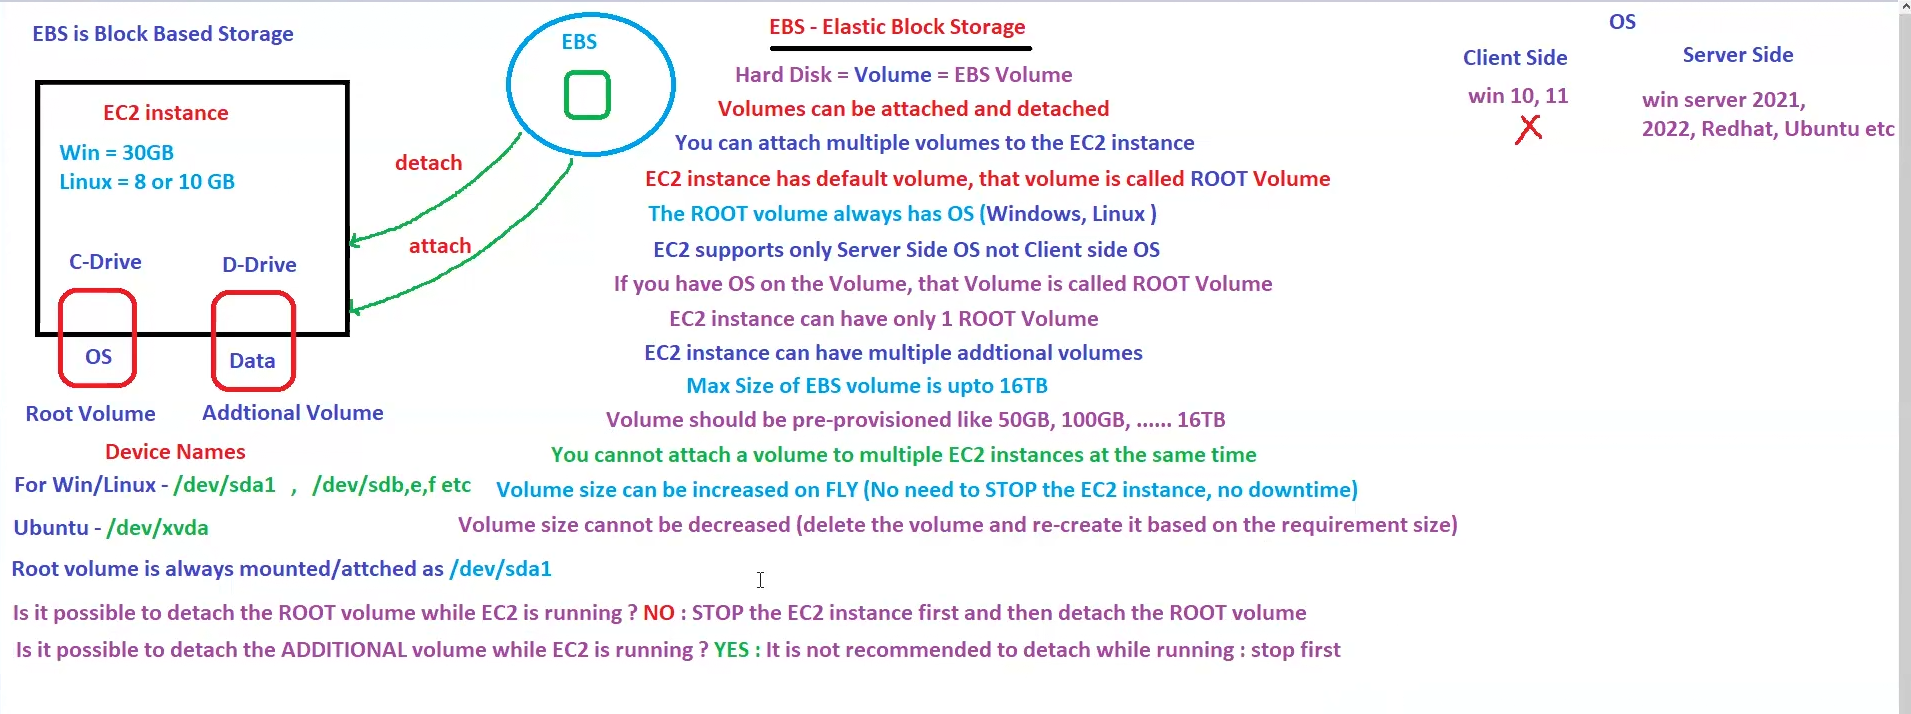 EBS is Block Based Storage
EC2 instance
Win = 30GB
Linux = 8 or 10 GB
C-Drive
D-Drive
OS
Data
Root Volume
Addtional Volume
EBS
detach
attach
EBS - Elastic Block Storage
Hard Disk = Volume = EBS Volume
Volumes can be attached and detached
You can attach multiple volumes to the EC2 instance
EC2 instance has default volume, that volume is called ROOT Volume
The ROOT volume always has OS (Windows, Linux )
EC2 supports only Server Side OS not Client side OS
If you have OS on the Volume, that Volume is called ROOT Volume
EC2 instance can have only 1 ROOT Volume
EC2 instance can have multiple addtional volumes
Max Size of EBS volume is upto 16TB
Volume should be pre-provisioned like 50GB, 100GB, ...... 16TB
You cannot attach a volume to multiple EC2 instances at the same time
Volume size can be increased on FLY (No need to STOP the EC2 instance, no downtime)
Volume size cannot be decreased (delete the volume and re-create it based on the requirement size)
OS
Client Side
win 10, 11
X
Server Side
win server 2021,
2022, Redhat, Ubuntu etc
Device Names
For Win/Linux - /dev/sda1 , /dev/sdb,e,f etc
Ubuntu - /dev/xvda
Root volume is always mounted/attched as /dev/sda1
Is it possible to detach the ROOT volume while EC2 is running ? NO : STOP the EC2 instance first and then detach the ROOT volume
Is it possible to detach the ADDITIONAL volume while EC2 is running ? YES : It is not recommended to detach while running : stop first